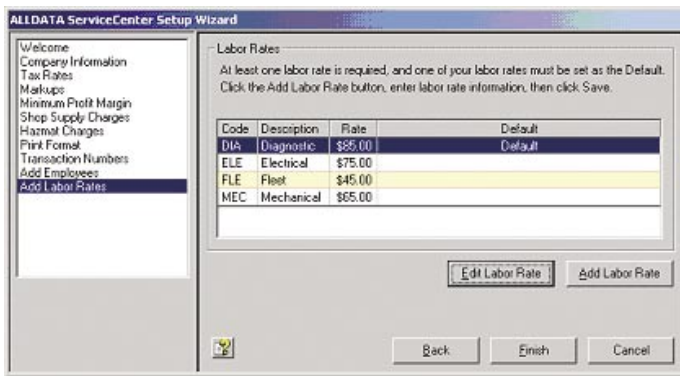 ALLDATA ServiceCenter Setup Wizard
Welcome
Company Information
Tax Rates
Markups
Minimum Profit Margin
Shop Supply Charges
Hazmat Charges
Print Format
Transaction Numbers
Add Employees
Add Labor Rates
Labor Rates
At least one labor rate is required, and one of your labor rates must be set as the Default.
Click the Add Labor Rate button, enter labor rate information, then click Save.
Code Description Rate Default
DIA Diagnostic $85.00 Default
ELE Electrical $75.00
FLE Fleet $45.00
MEC Mechanical $65.00
Edit Labor Rate Add Labor Rate
Back Finish Cancel